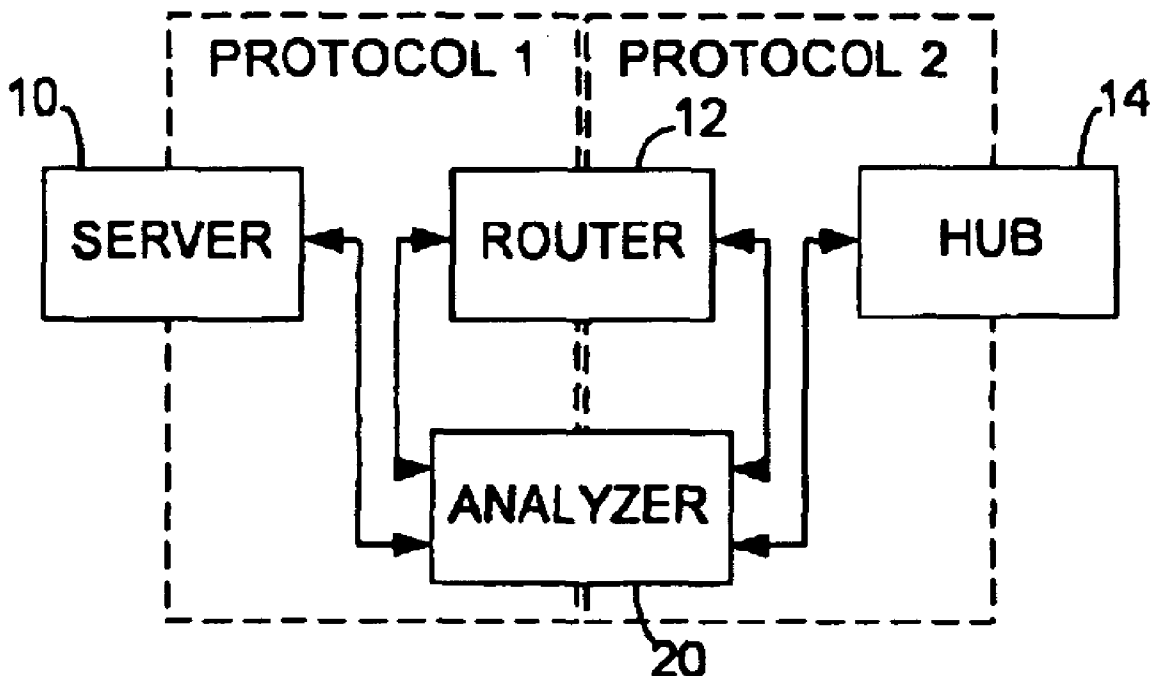 PROTOCOL 1
PROTOCOL 2
10
12
14
SERVER
ROUTER
HUB
ANALYZER
20